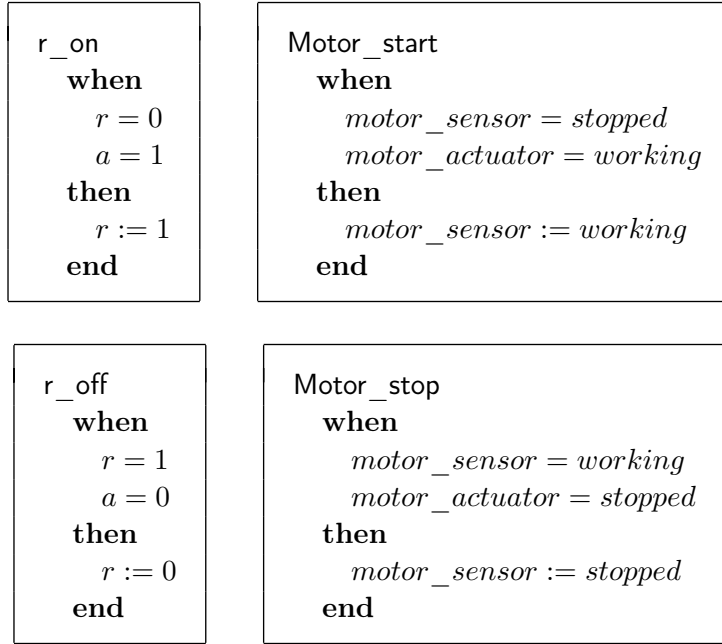 r_on
when
r = 0
a = 1
then
r := 1
end
Motor_start
when
motor_sensor = stopped
motor_actuator = working
then
motor_sensor := working
end
r_off
when
r = 1
a = 0
then
r := 0
end
Motor_stop
when
motor_sensor = working
motor_actuator = stopped
then
motor_sensor := stopped
end